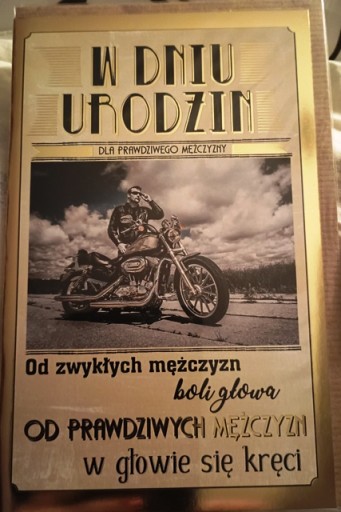 W DNIU
URODZIN
DLA PRAWDZIWEGO MĘŻCZYZNY
Od zwykłych mężczyzn
boli głowa
OD PRAWDZIWYCH MĘŻCZYZN
w głowie się kręci